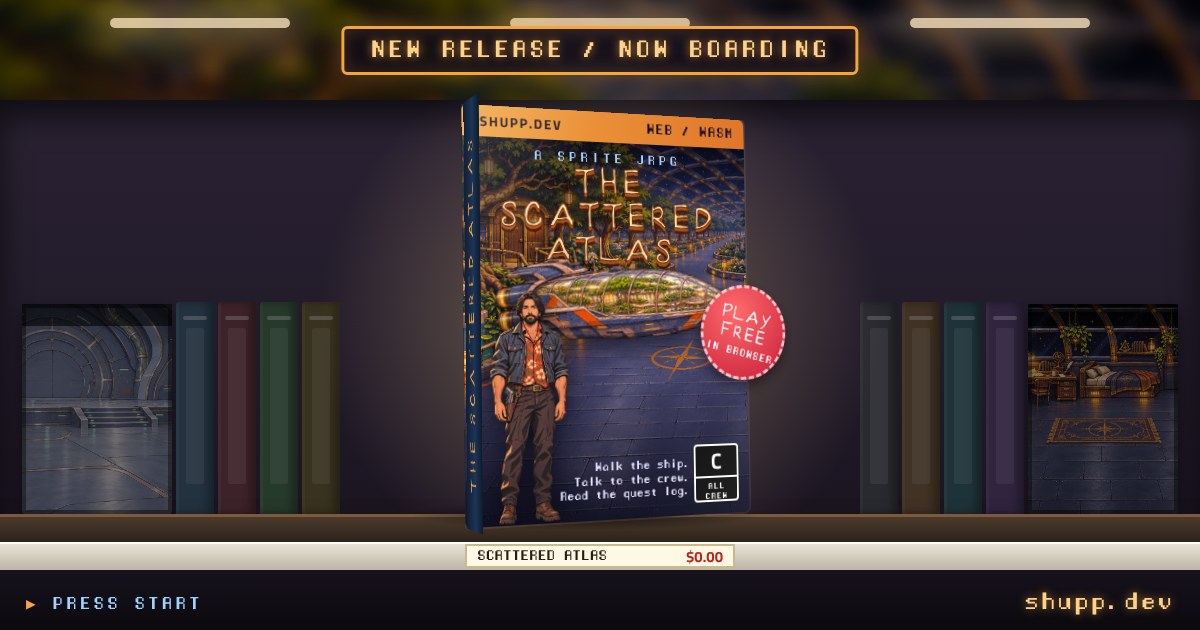 NEW RELEASE / NOW BOARDING
SHUPP.DEV
WEB / WASM
A SPRITE JRPG
THE
SCATTERED
ATLAS
THE SCATTERED ATLAS
PLAY
FREE
IN BROWSER
Walk the ship.
Talk to the crew.
Read the quest log.
C
ALL
CREW
SCATTERED ATLAS
$0.00
▶ PRESS START
shupp.dev